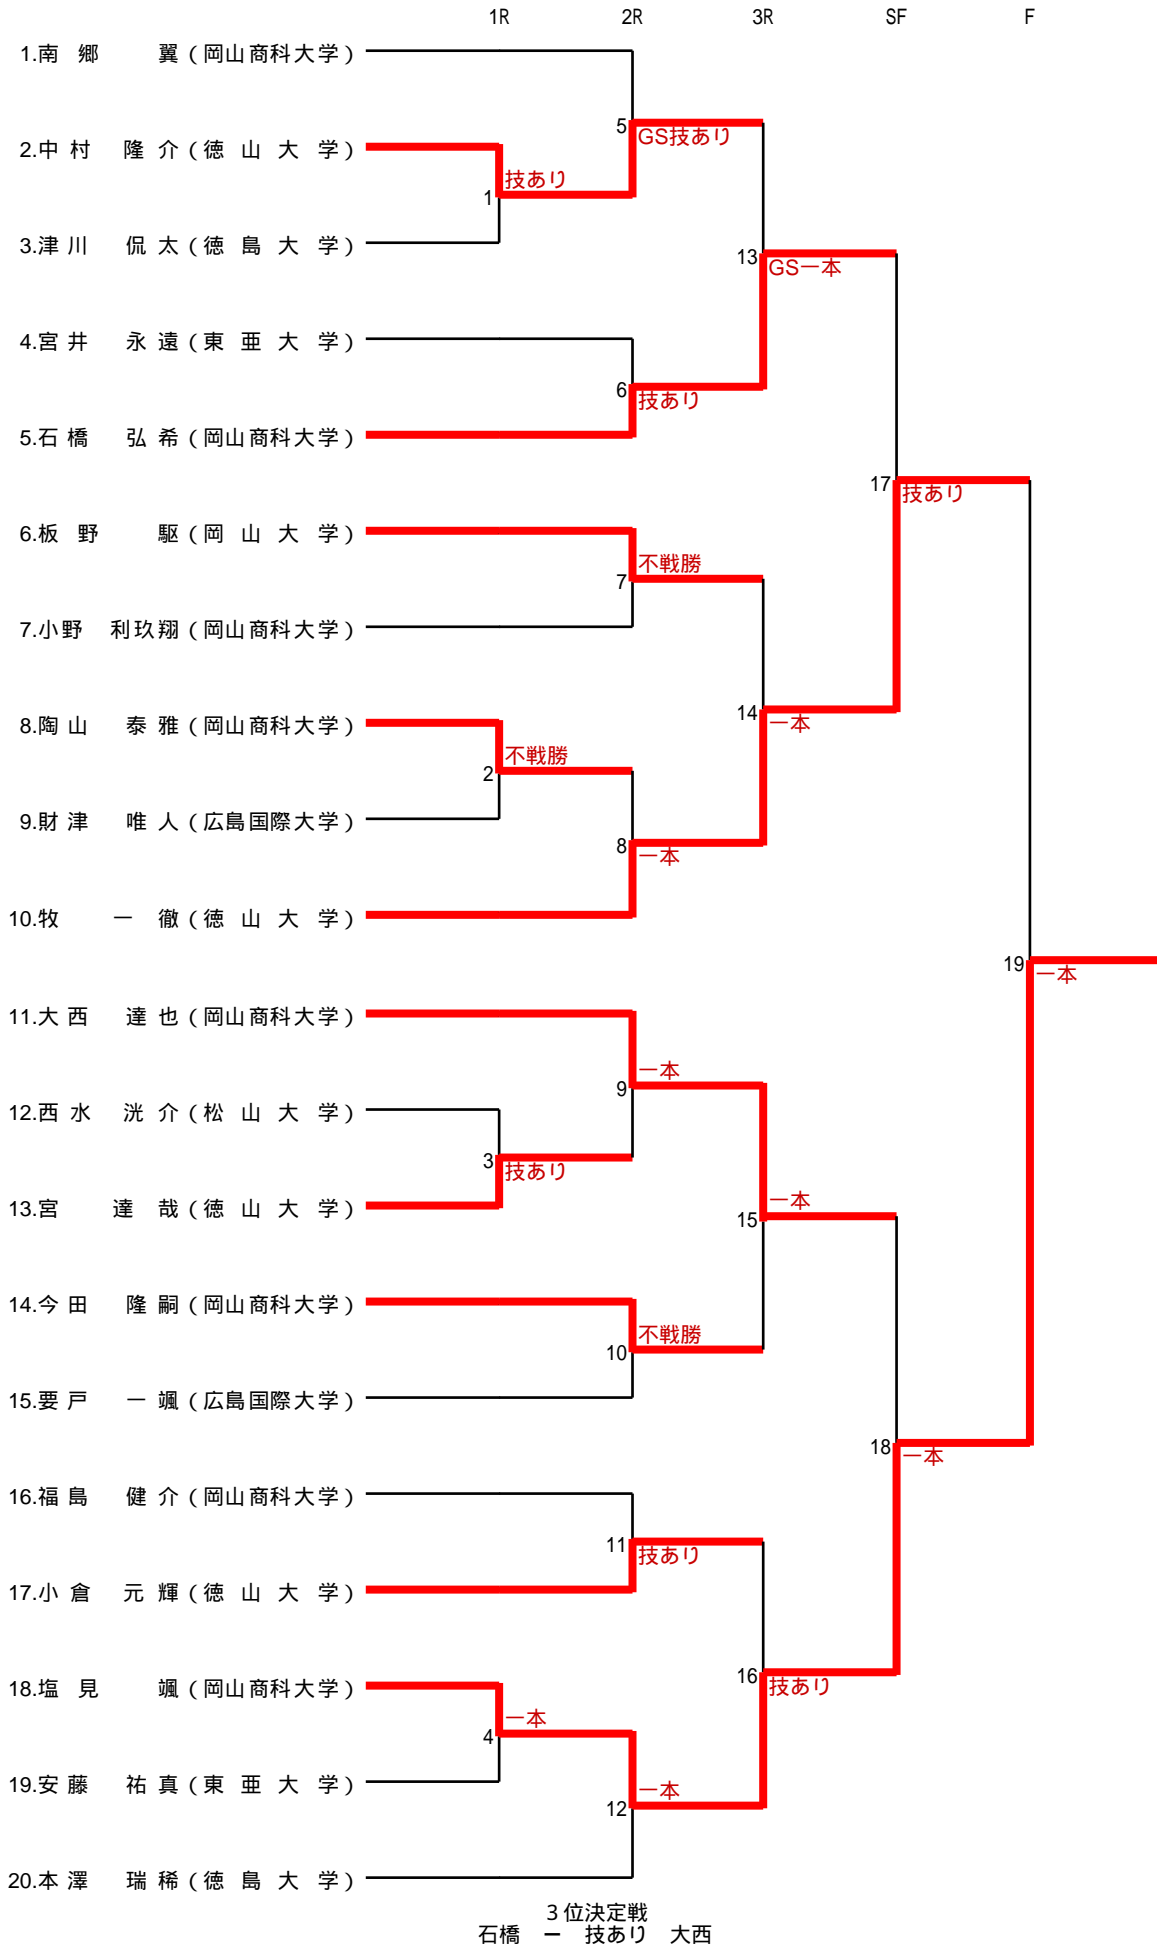 1R 2R 3R SF F
1.南郷 翼(岡山商科大学)
5
GS技あり
2.中村 隆介(徳山大学)
技あり
1
3.津川 侃太(徳島大学)
13
GS一本
4.宮井 永遠(東亜大学)
6
技あり
5.石橋 弘希(岡山商科大学)
17
技あり
6.板野 駆(岡山大学)
不戦勝
7
7.小野 利玖翔(岡山商科大学)
14
一本
8.陶山 泰雅(岡山商科大学)
不戦勝
2
9.財津 唯人(広島国際大学)
8
一本
10.牧 一徹(徳山大学)
19
一本
11.大西 達也(岡山商科大学)
一本
9
12.西水 洸介(松山大学)
3
技あり
13.宮 達哉(徳山大学)
一本
15
14.今田 隆嗣(岡山商科大学)
不戦勝
10
15.要戸 一颯(広島国際大学)
18
一本
16.福島 健介(岡山商科大学)
11
技あり
17.小倉 元輝(徳山大学)
16
技あり
18.塩見 颯(岡山商科大学)
一本
4
19.安藤 祐真(東亜大学)
一本
12
20.本澤 瑞稀(徳島大学)
3位決定戦
石橋 − 技あり 大西